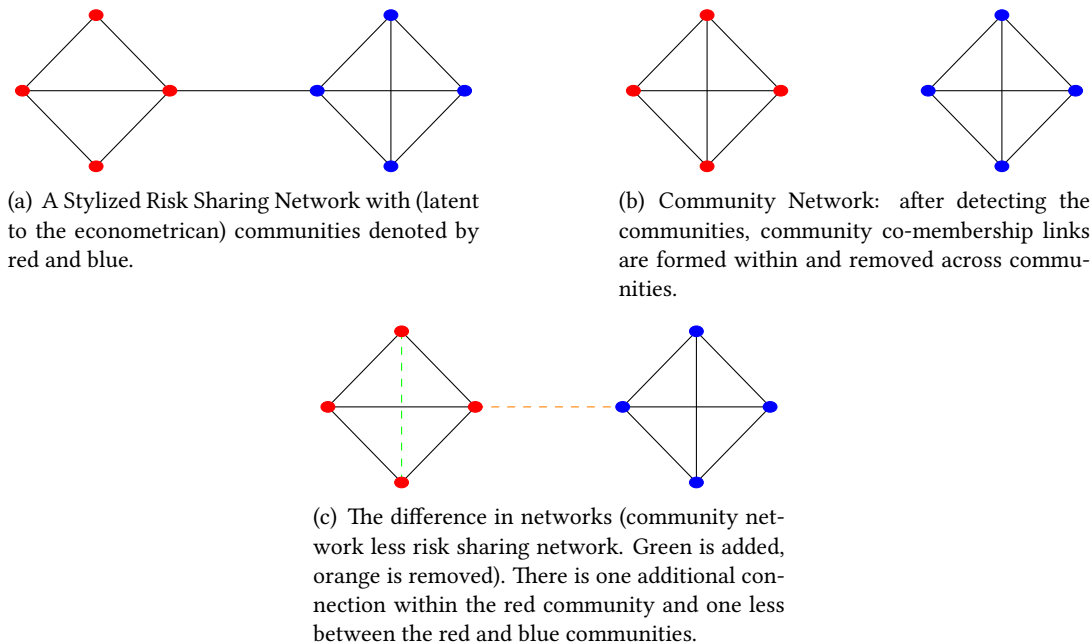 (a) A Stylized Risk Sharing Network with (latent
to the econometrican) communities denoted by
red and blue.
(b) Community Network: after detecting the
communities, community co-membership links
are formed within and removed across commu-
nities.
(c) The difference in networks (community net-
work less risk sharing network. Green is added,
orange is removed). There is one additional con-
nection within the red community and one less
between the red and blue communities.